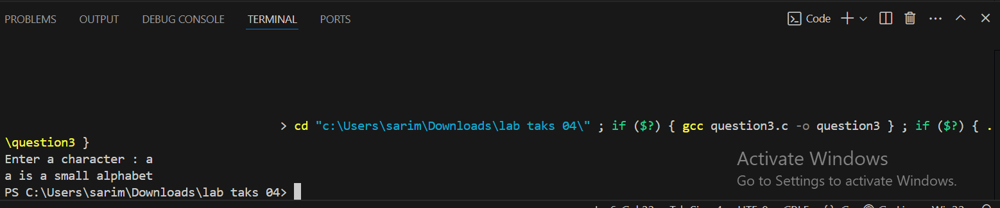 PROBLEMS OUTPUT DEBUG CONSOLE TERMINAL PORTS Code
> cd "c:\Users\sarim\Downloads\lab taks 04\" ; if ($?) { gcc question3.c -o question3 } ; if ($?) { .
\question3 }
Enter a character : a
a is a small alphabet
PS C:\Users\sarim\Downloads\lab taks 04>
Activate Windows
Go to Settings to activate Windows.